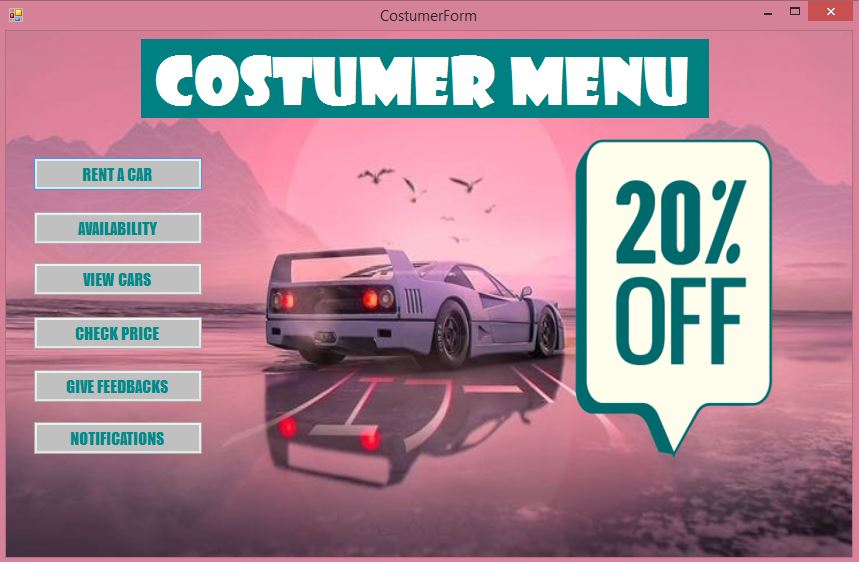 CostumerForm
COSTUMER MENU
RENT A CAR
AVAILABILITY
VIEW CARS
CHECK PRICE
GIVE FEEDBACKS
NOTIFICATIONS
20%
OFF